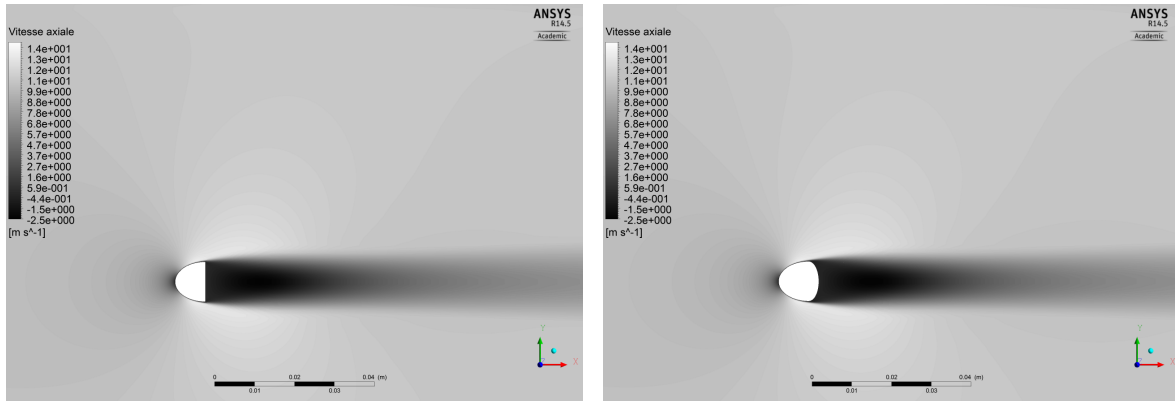 ANSYS
R14.5
Academic
Vitesse axiale
1.4e+001
1.3e+001
1.2e+001
1.1e+001
9.9e+000
8.8e+000
7.8e+000
6.8e+000
5.7e+000
4.7e+000
3.7e+000
2.7e+000
1.6e+000
5.9e-001
-4.4e-001
-1.5e+000
-2.5e+000
[m s^-1]
Y
X
Z
0 0.02 0.04 (m)
0.01 0.03
ANSYS
R14.5
Academic
Vitesse axiale
1.4e+001
1.3e+001
1.2e+001
1.1e+001
9.9e+000
8.8e+000
7.8e+000
6.8e+000
5.7e+000
4.7e+000
3.7e+000
2.7e+000
1.6e+000
5.9e-001
-4.4e-001
-1.5e+000
-2.5e+000
[m s^-1]
Y
X
Z
0 0.02 0.04 (m)
0.01 0.03